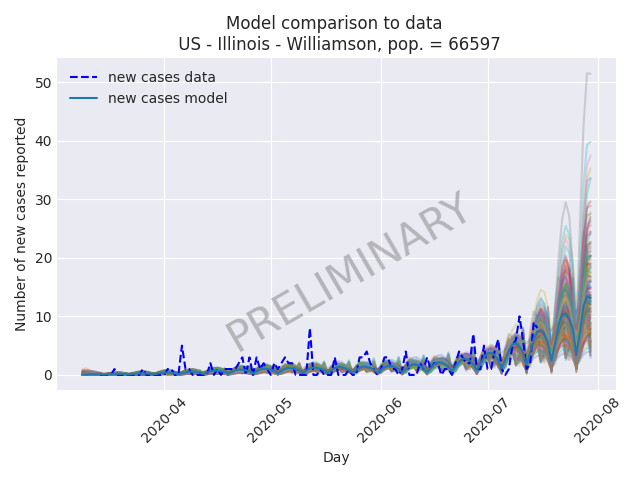 Model comparison to data
US - Illinois - Williamson, pop. = 66597
new cases data
new cases model
PRELIMINARY
Number of new cases reported
50
40
30
20
10
0
2020-04
2020-05
2020-06
2020-07
2020-08
Day